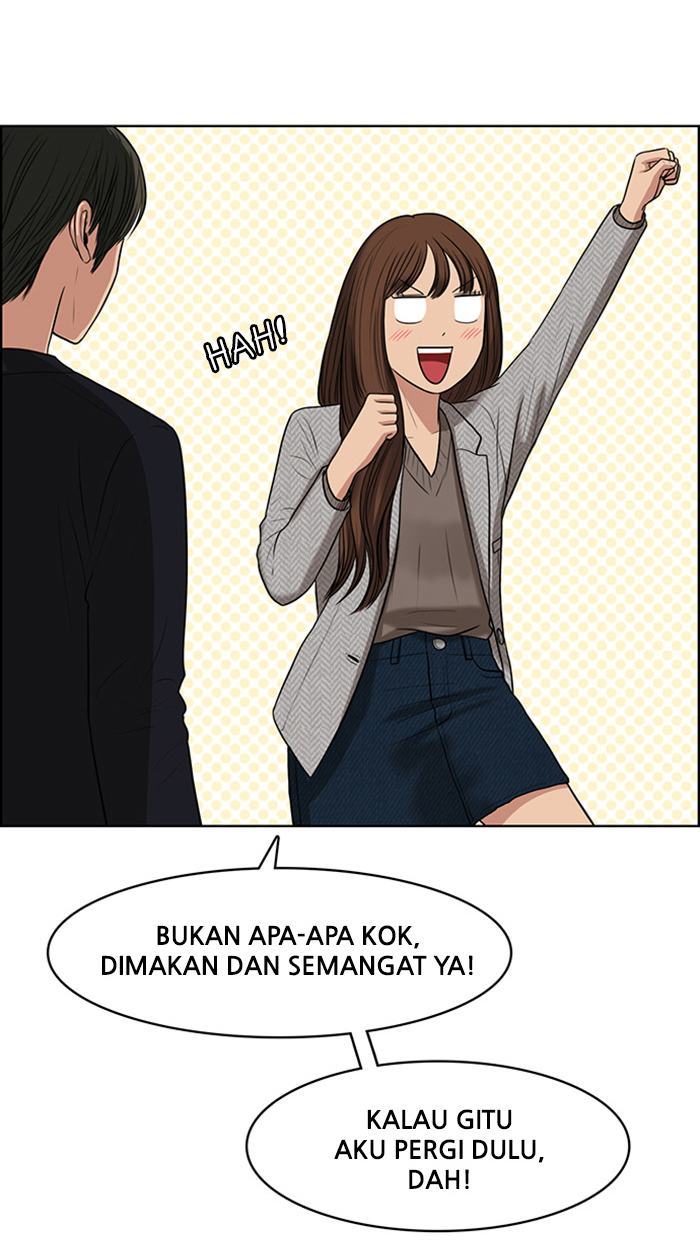 HAH!
BUKAN APA-APA KOK,
DIMAKAN DAN SEMANGAT YA!
KALAU GITU
AKU PERGI DULU,
DAH!